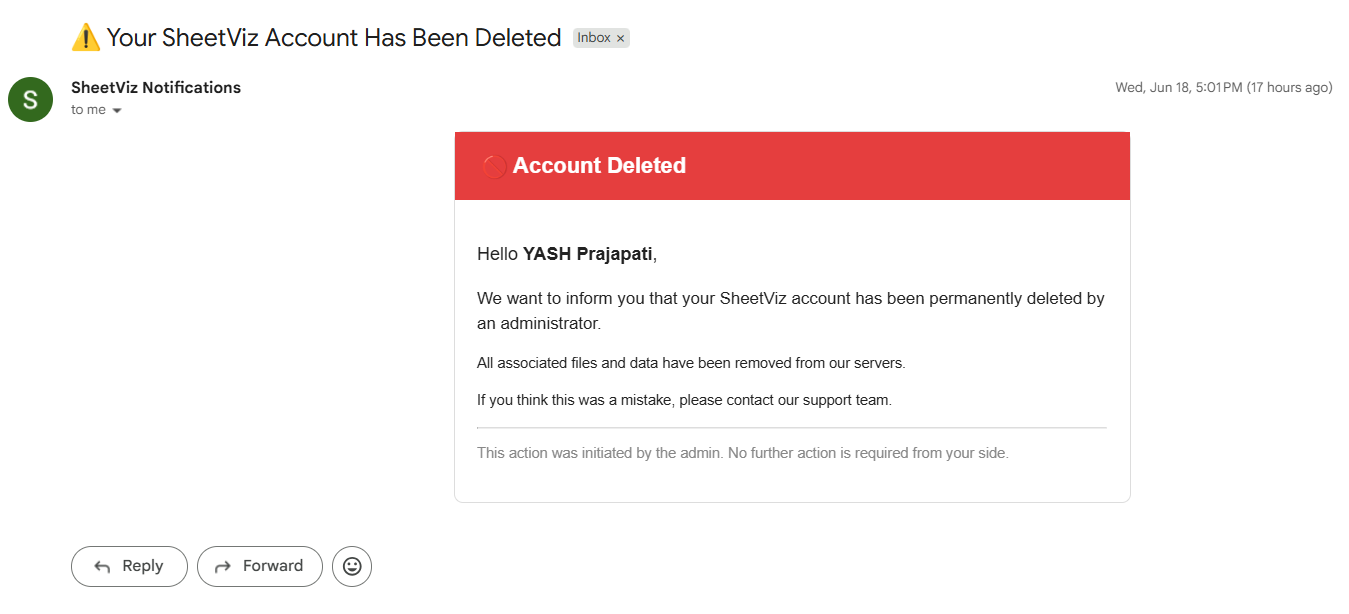 ⚠️ Your SheetViz Account Has Been Deleted Inbox ×
S
SheetViz Notifications Wed, Jun 18, 5:01 PM (17 hours ago)
to me
🚫 Account Deleted
Hello YASH Prajapati,
We want to inform you that your SheetViz account has been permanently deleted by
an administrator.
All associated files and data have been removed from our servers.
If you think this was a mistake, please contact our support team.
This action was initiated by the admin. No further action is required from your side.
Reply Forward